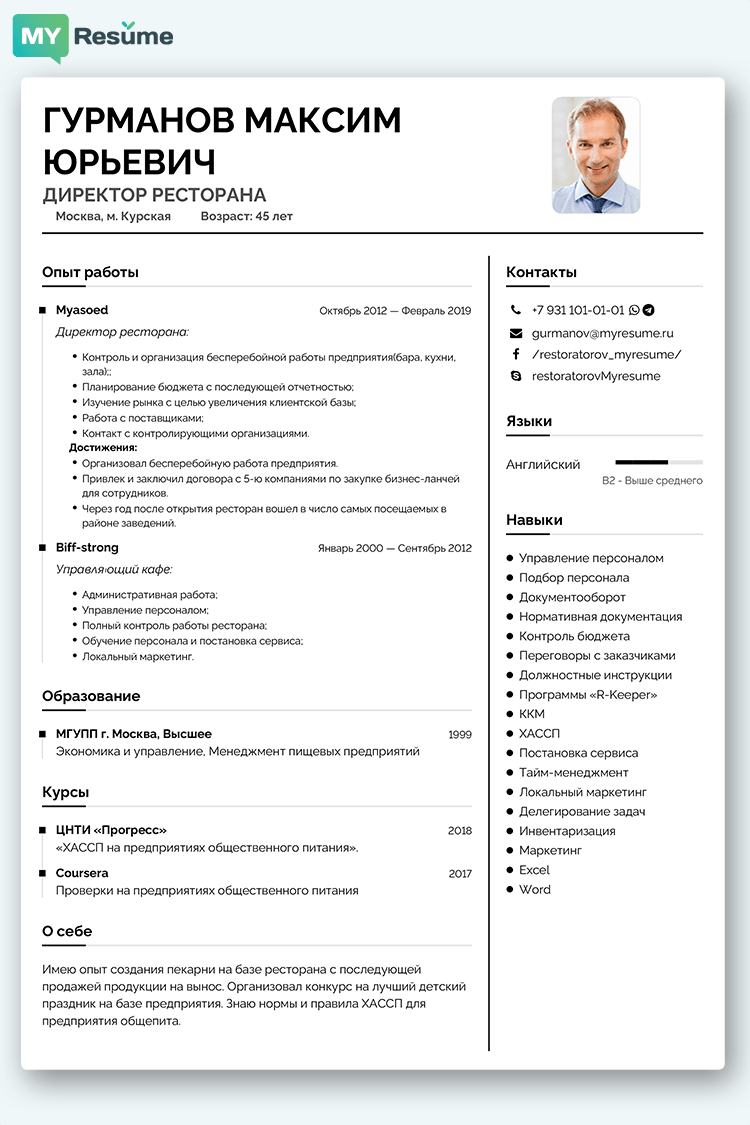 MY Resume
ГУРМАНОВ МАКСИМ
ЮРЬЕВИЧ
ДИРЕКТОР РЕСТОРАНА
Москва, м. Курская Возраст: 45 лет
Опыт работы
Myasoed Октябрь 2012 — Февраль 2019
Директор ресторана:
Контроль и организация бесперебойной работы предприятия(бара, кухни,
зала);;
Планирование бюджета с последующей отчетностью;
Изучение рынка с целью увеличения клиентской базы;
Работа с поставщиками;
Контакт с контролирующими организациями.
Достижения:
Организовал бесперебойную работа предприятия.
Привлек и заключил договора с 5-ю компаниями по закупке бизнес-ланчей
для сотрудников.
Через год после открытия ресторан вошел в число самых посещаемых в
районе заведений.
Biff-strong Январь 2000 — Сентябрь 2012
Управляющий кафе:
Административная работа;
Управление персоналом;
Полный контроль работы ресторана;
Обучение персонала и постановка сервиса;
Локальный маркетинг.
Образование
МГУПП г. Москва, Высшее 1999
Экономика и управление, Менеджмент пищевых предприятий
Курсы
ЦНТИ «Прогресс» 2018
«ХАССП на предприятиях общественного питания».
Coursera 2017
Проверки на предприятиях общественного питания
О себе
Имею опыт создания пекарни на базе ресторана с последующей
продажей продукции на вынос. Организовал конкурс на лучший детский
праздник на базе предприятия. Знаю нормы и правила ХАССП для
предприятия общепита.
Контакты
+7 931 101-01-01
gurmanov@myresume.ru
/restoratorov_myresume/
restoratorovMyresume
Языки
Английский
B2 - Выше среднего
Навыки
Управление персоналом
Подбор персонала
Документооборот
Нормативная документация
Контроль бюджета
Переговоры с заказчиками
Должностные инструкции
Программы «R-Keeper»
ККМ
ХАССП
Постановка сервиса
Тайм-менеджмент
Локальный маркетинг
Делегирование задач
Инвентаризация
Маркетинг
Excel
Word